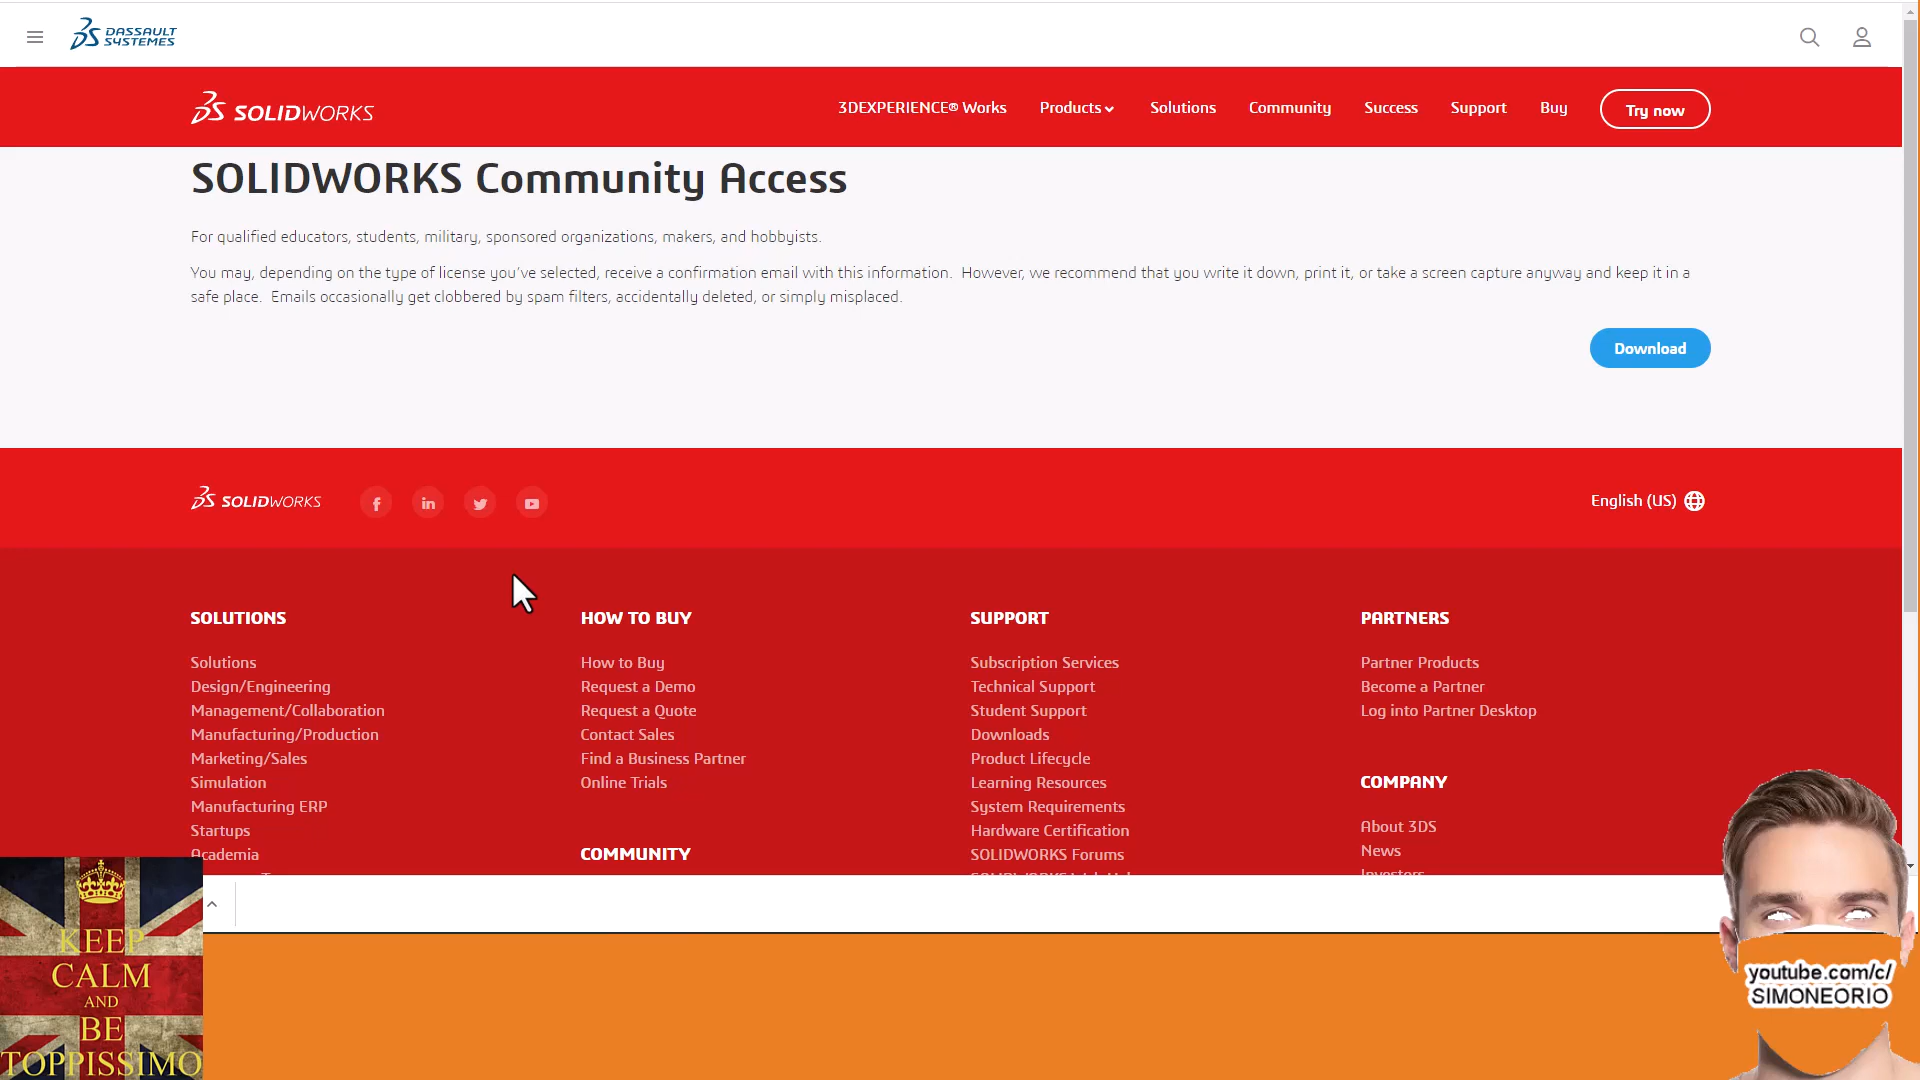 DASSAULT
SYSTEMES
SOLIDWORKS
3DEXPERIENCE® Works
Products
Solutions
Community
Success
Support
Buy
Try now
SOLIDWORKS Community Access
For qualified educators, students, military, sponsored organizations, makers, and hobbyists.
You may, depending on the type of license you've selected, receive a confirmation email with this information. However, we recommend that you write it down, print it, or take a screen capture anyway and keep it in a
safe place. Emails occasionally get clobbered by spam filters, accidentally deleted, or simply misplaced.
Download
SOLIDWORKS
English (US)
SOLUTIONS
Solutions
Design/Engineering
Management/Collaboration
Manufacturing/Production
Marketing/Sales
Simulation
Manufacturing ERP
Startups
Academia
HOW TO BUY
How to Buy
Request a Demo
Request a Quote
Contact Sales
Find a Business Partner
Online Trials
COMMUNITY
SUPPORT
Subscription Services
Technical Support
Student Support
Downloads
Product Lifecycle
Learning Resources
System Requirements
Hardware Certification
SOLIDWORKS Forums
PARTNERS
Partner Products
Become a Partner
Log into Partner Desktop
COMPANY
About 3DS
News
Investors
KEEP
CALM
AND
BE
TOPPISSIMO
youtube.com/c/
SIMONEORIO